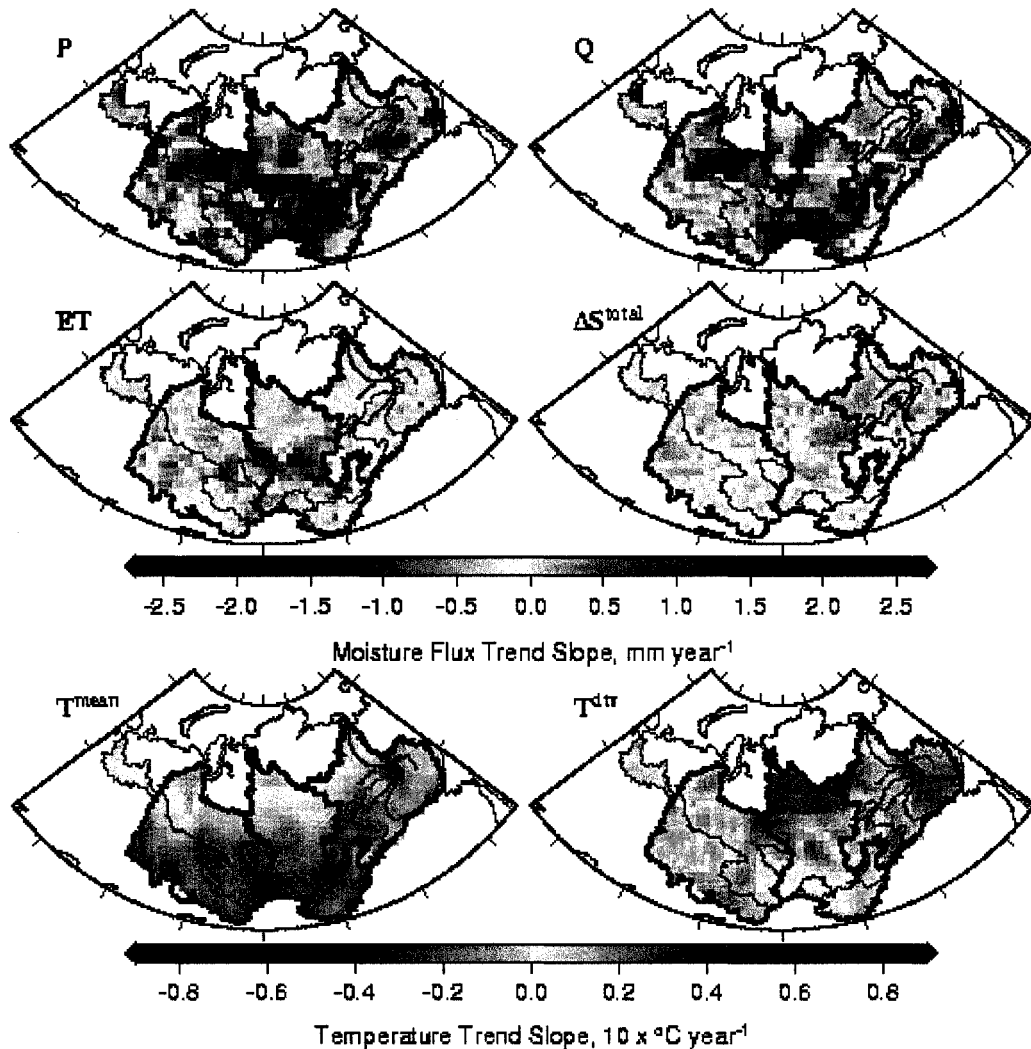 P
Q
ET
ΔS^total
-2.5 -2.0 -1.5 -1.0 -0.5 0.0 0.5 1.0 1.5 2.0 2.5
Moisture Flux Trend Slope, mm year⁻¹
T^mean
T^dtr
-0.8 -0.6 -0.4 -0.2 0.0 0.2 0.4 0.6 0.8
Temperature Trend Slope, 10 x °C year⁻¹